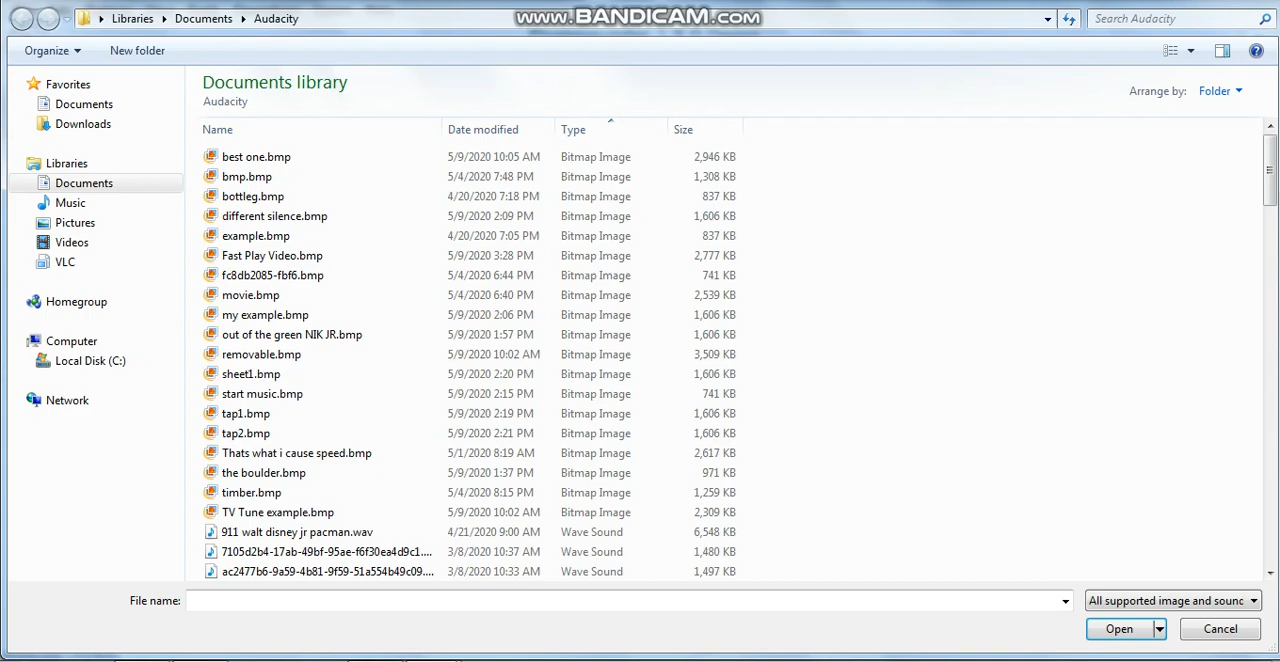 Libraries Documents Audacity
www.BANDICAM.com
Search Audacity
Organize New folder
Favorites
Documents
Downloads
Libraries
Documents
Music
Pictures
Videos
VLC
Homegroup
Computer
Local Disk (C:)
Network
Documents library
Audacity
Arrange by: Folder
Name Date modified Type Size
best one.bmp 5/9/2020 10:05 AM Bitmap Image 2,946 KB
bmp.bmp 5/4/2020 7:48 PM Bitmap Image 1,308 KB
bottleg.bmp 4/20/2020 7:18 PM Bitmap Image 837 KB
different silence.bmp 5/9/2020 2:09 PM Bitmap Image 1,606 KB
example.bmp 4/20/2020 7:05 PM Bitmap Image 837 KB
Fast Play Video.bmp 5/9/2020 3:28 PM Bitmap Image 2,777 KB
fc8db2085-fbf6.bmp 5/4/2020 6:44 PM Bitmap Image 741 KB
movie.bmp 5/4/2020 6:40 PM Bitmap Image 2,539 KB
my example.bmp 5/9/2020 2:06 PM Bitmap Image 1,606 KB
out of the green NIK JR.bmp 5/9/2020 1:57 PM Bitmap Image 1,606 KB
removable.bmp 5/9/2020 10:02 AM Bitmap Image 3,509 KB
sheet1.bmp 5/9/2020 2:20 PM Bitmap Image 1,606 KB
start music.bmp 5/9/2020 2:15 PM Bitmap Image 741 KB
tap1.bmp 5/9/2020 2:19 PM Bitmap Image 1,606 KB
tap2.bmp 5/9/2020 2:21 PM Bitmap Image 1,606 KB
Thats what i cause speed.bmp 5/1/2020 8:19 AM Bitmap Image 2,617 KB
the boulder.bmp 5/9/2020 1:37 PM Bitmap Image 971 KB
timber.bmp 5/4/2020 8:15 PM Bitmap Image 1,259 KB
TV Tune example.bmp 5/9/2020 10:02 AM Bitmap Image 2,309 KB
911 walt disney jr pacman.wav 4/21/2020 9:00 AM Wave Sound 6,548 KB
7105d2b4-17ab-49bf-95ae-f6f30ea4d9c1.... 3/8/2020 10:37 AM Wave Sound 1,480 KB
ac2477b6-9a59-4b81-9f59-51a554b49c09.... 3/8/2020 10:33 AM Wave Sound 1,497 KB
File name:
All supported image and sounc
Open Cancel